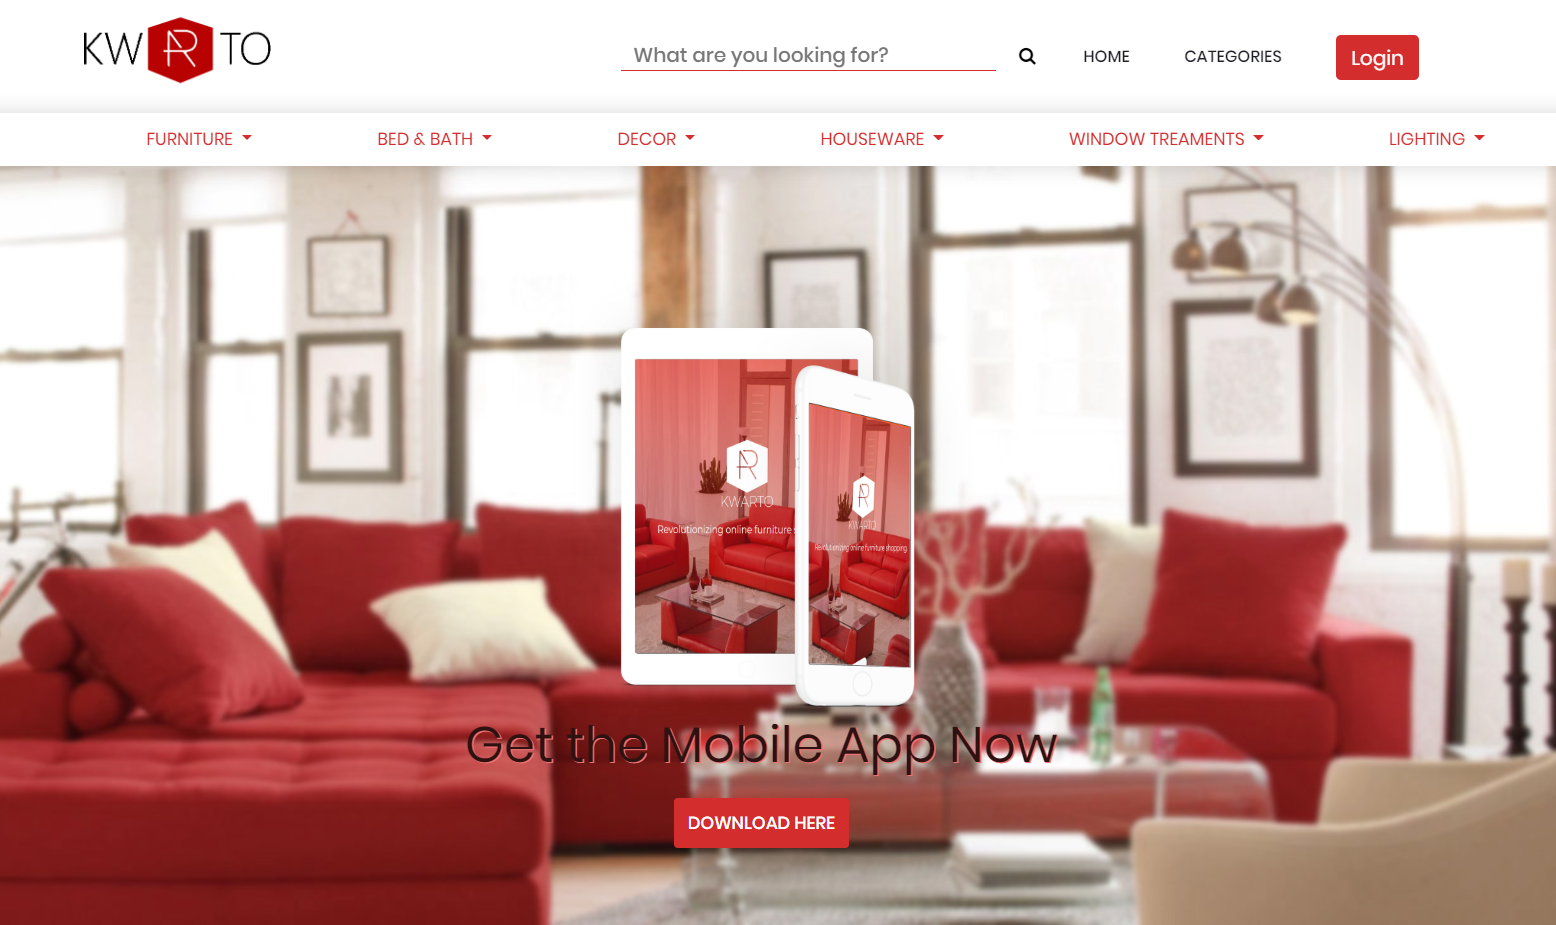 KWARTO
What are you looking for?
HOME
CATEGORIES
Login
FURNITURE
BED & BATH
DECOR
HOUSEWARE
WINDOW TREAMENTS
LIGHTING
KWARTO
Revolutionizing online furniture s
KWARTO
Revolutionizing online furniture shopping
Get the Mobile App Now
DOWNLOAD HERE